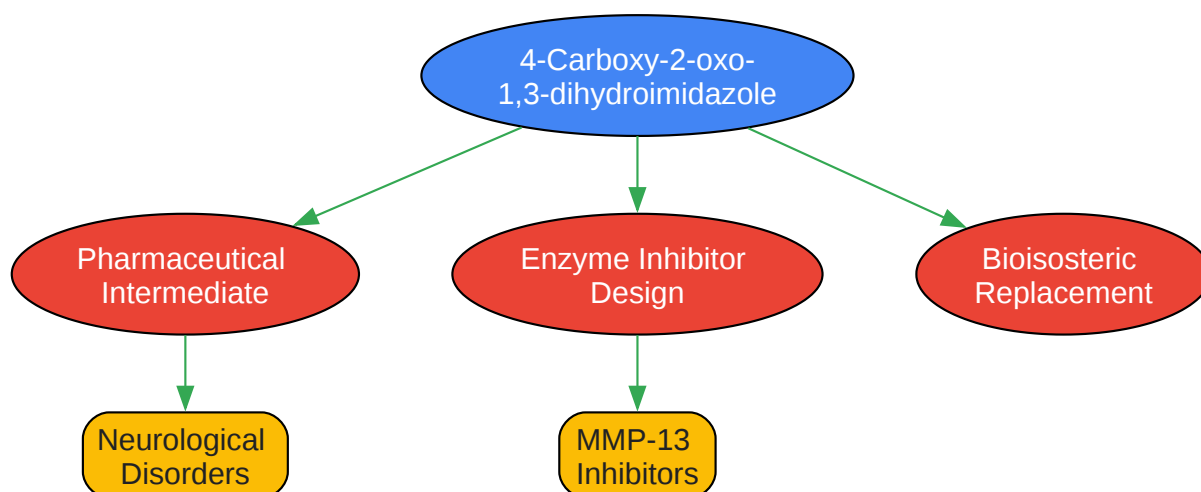 4-Carboxy-2-oxo-
1,3-dihydroimidazole
Pharmaceutical
Intermediate
Enzyme Inhibitor
Design
Bioisosteric
Replacement
Neurological
Disorders
MMP-13
Inhibitors